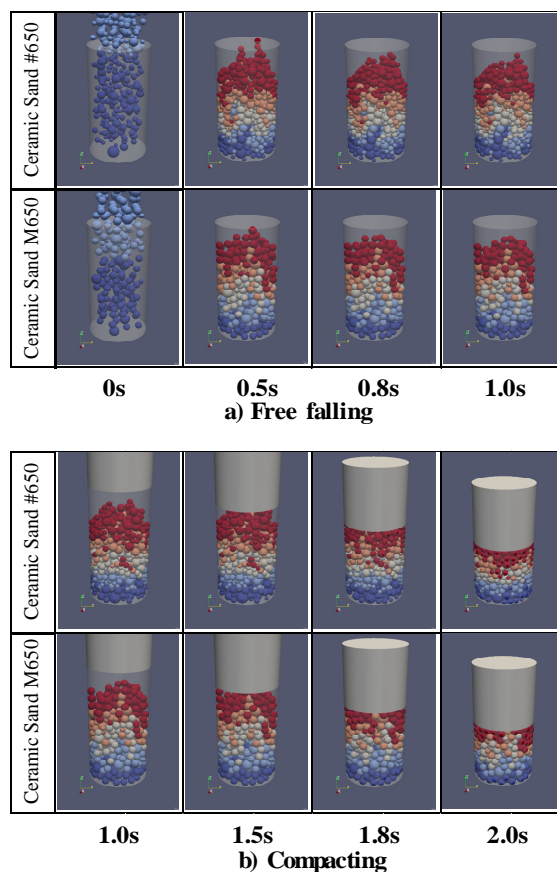 Ceramic Sand #650
Ceramic Sand M650
0s 0.5s 0.8s 1.0s
a) Free falling
Ceramic Sand #650
Ceramic Sand M650
1.0s 1.5s 1.8s 2.0s
b) Compacting